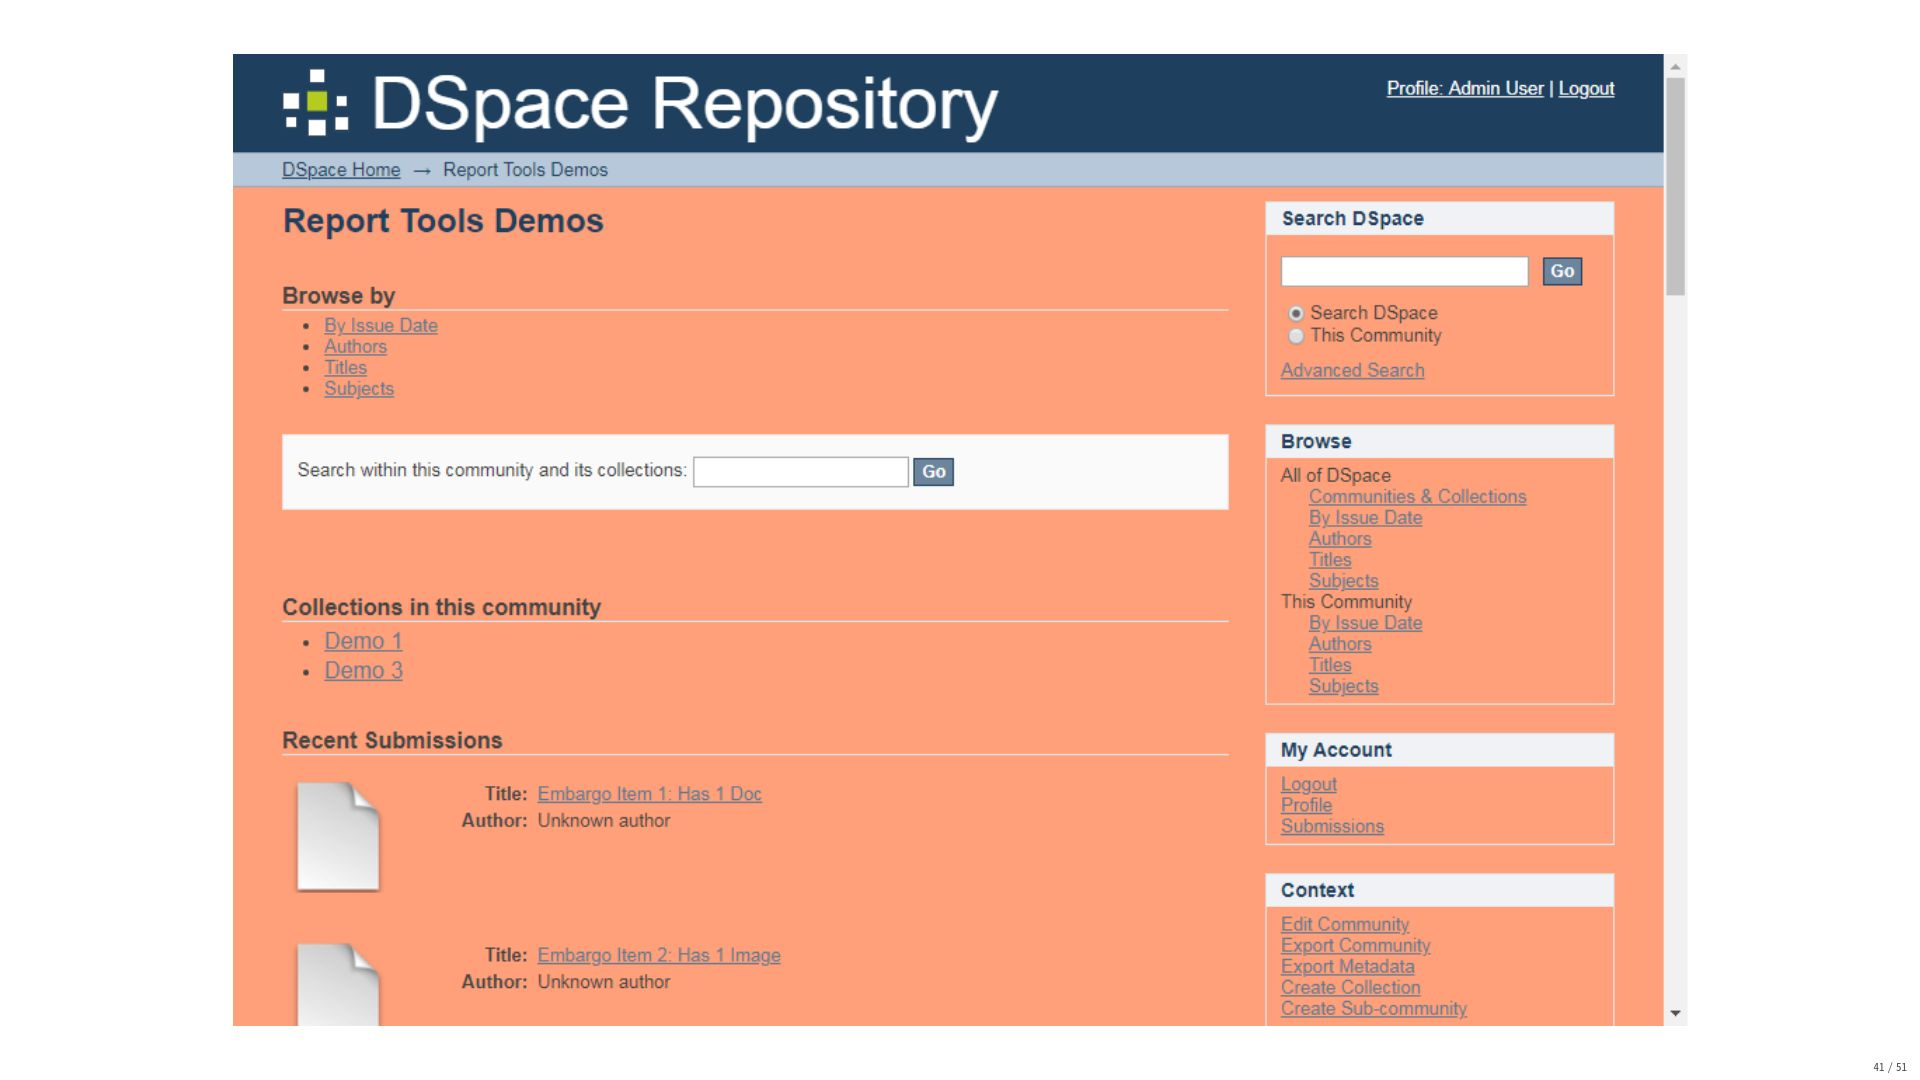 DSpace Repository
Profile: Admin User | Logout
DSpace Home → Report Tools Demos
Report Tools Demos
Browse by
By Issue Date
Authors
Titles
Subjects
Search within this community and its collections: Go
Collections in this community
Demo 1
Demo 3
Recent Submissions
Title: Embargo Item 1: Has 1 Doc
Author: Unknown author
Title: Embargo Item 2: Has 1 Image
Author: Unknown author
Search DSpace
Go
Search DSpace
This Community
Advanced Search
Browse
All of DSpace
Communities & Collections
By Issue Date
Authors
Titles
Subjects
This Community
By Issue Date
Authors
Titles
Subjects
My Account
Logout
Profile
Submissions
Context
Edit Community
Export Community
Export Metadata
Create Collection
Create Sub-community
41 / 51